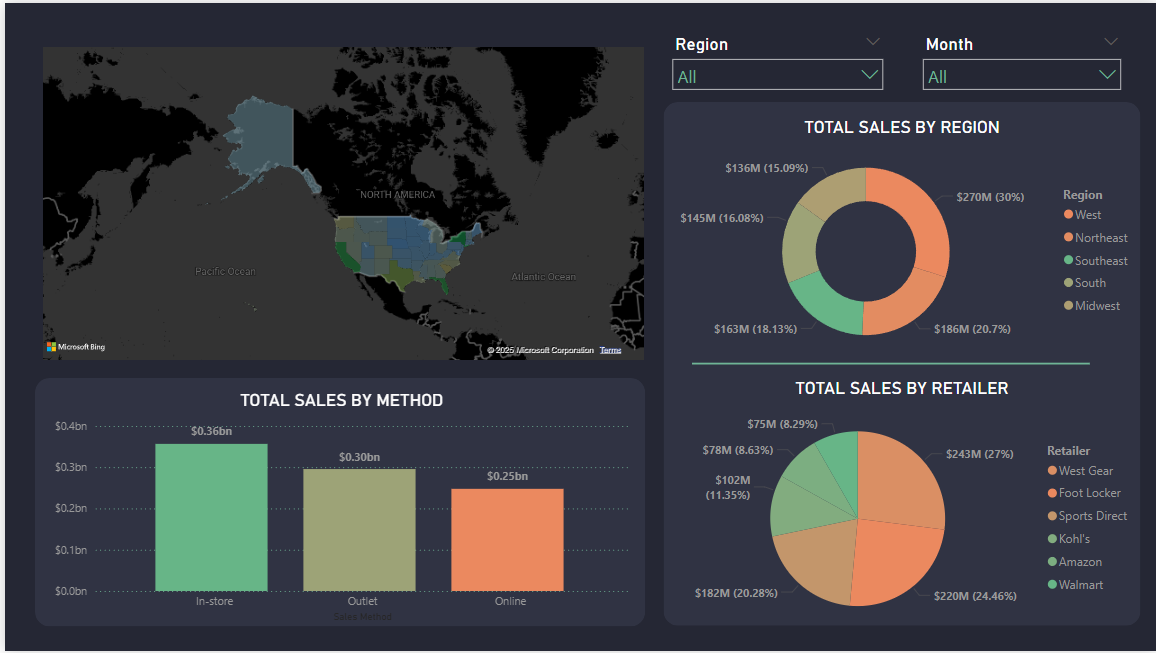 Region
All
Month
All
NORTH AMERICA
Pacific Ocean
Atlantic Ocean
Microsoft Bing
© 2025 Microsoft Corporation Terms
TOTAL SALES BY REGION
$136M (15.09%)
$270M (30%)
$145M (16.08%)
$163M (18.13%)
$186M (20.7%)
Region
West
Northeast
Southeast
South
Midwest
TOTAL SALES BY METHOD
$0.4bn
$0.3bn
$0.2bn
$0.1bn
$0.0bn
$0.36bn
$0.30bn
$0.25bn
In-store
Outlet
Online
Sales Method
TOTAL SALES BY RETAILER
$75M (8.29%)
$78M (8.63%)
$102M
(11.35%)
$243M (27%)
$182M (20.28%)
$220M (24.46%)
Retailer
West Gear
Foot Locker
Sports Direct
Kohl's
Amazon
Walmart